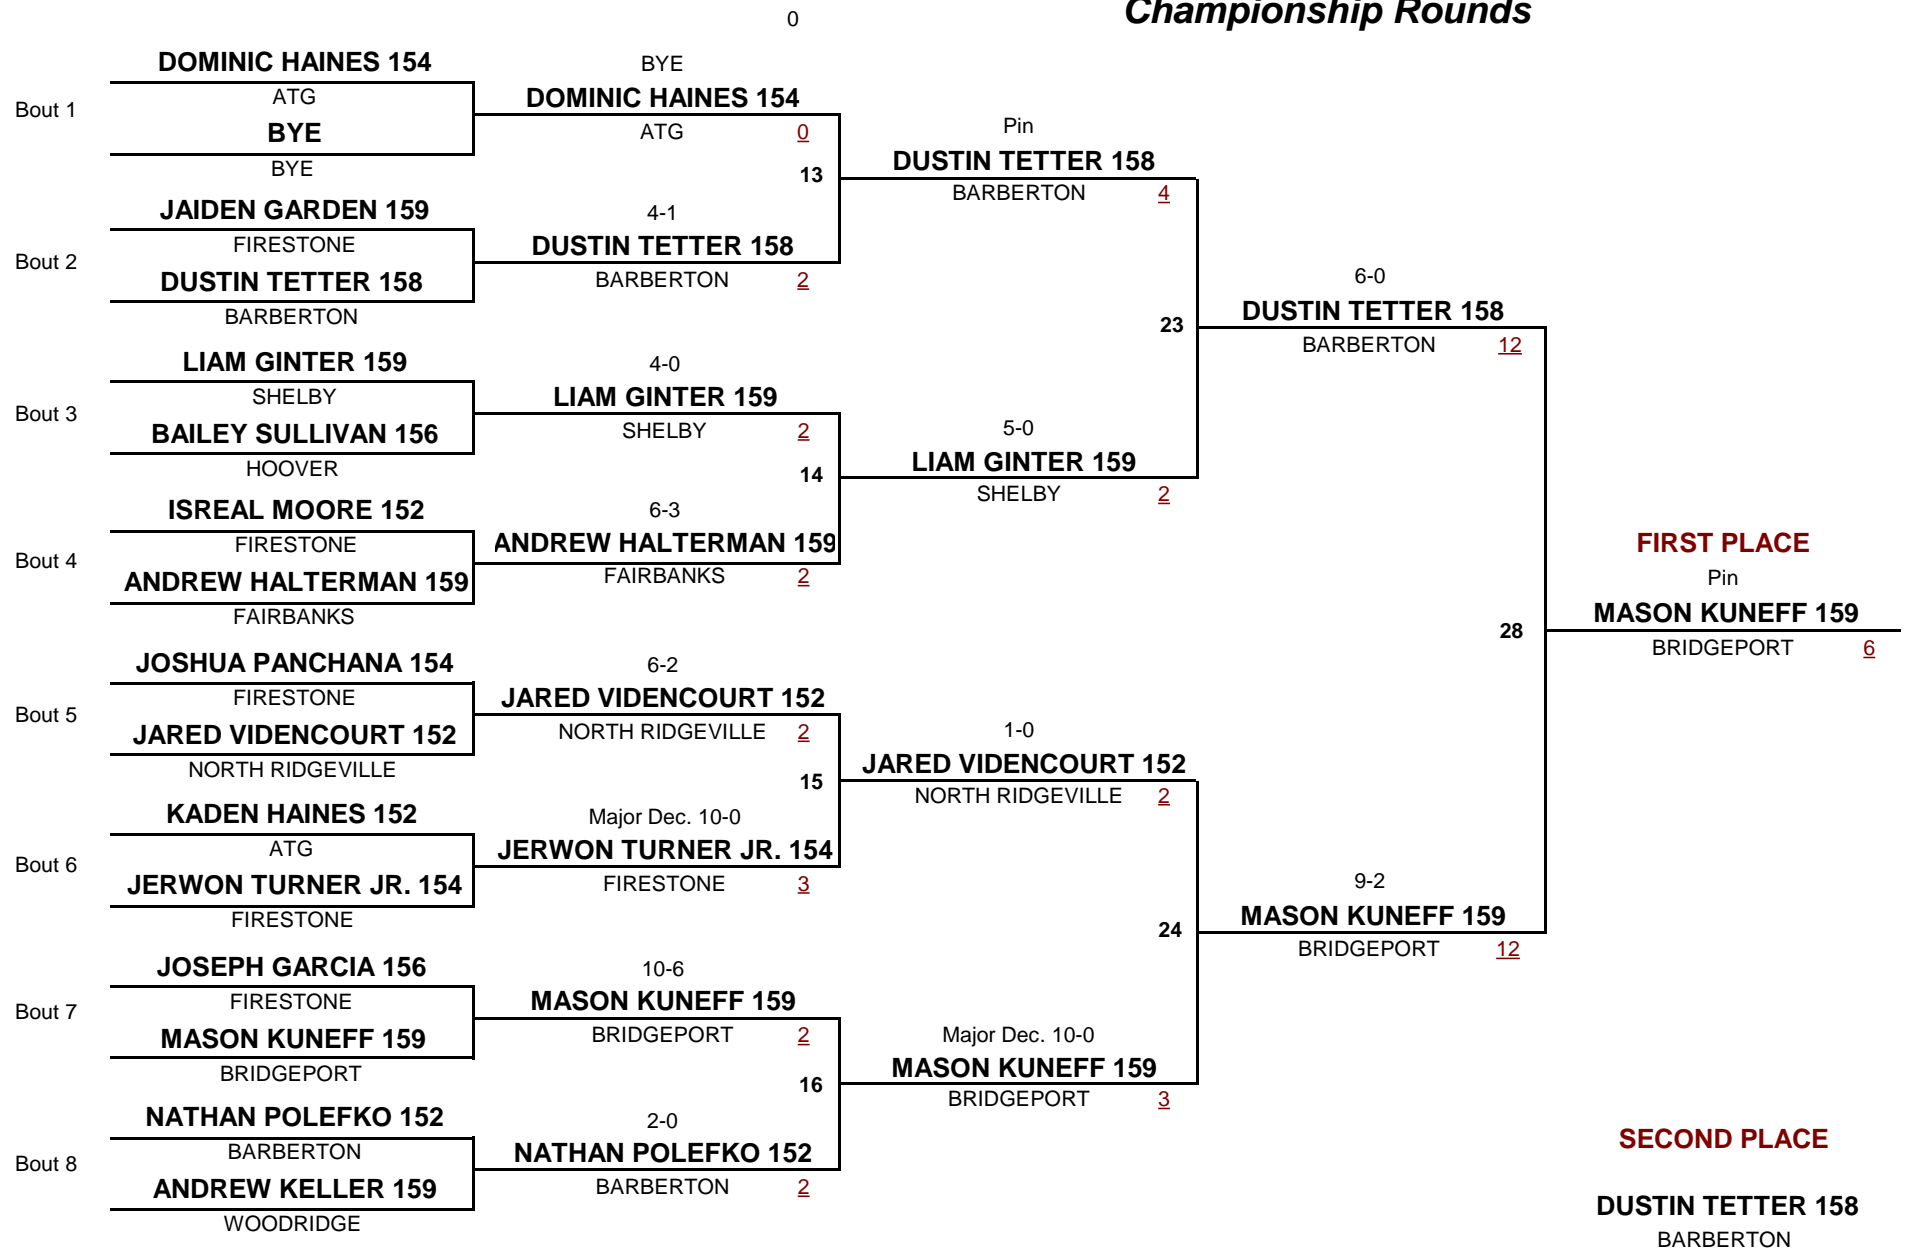 Championship Rounds
0
DOMINIC HAINES 154
ATG
Bout 1
BYE
BYE
JAIDEN GARDEN 159
FIRESTONE
Bout 2
DUSTIN TETTER 158
BARBERTON
LIAM GINTER 159
SHELBY
Bout 3
BAILEY SULLIVAN 156
HOOVER
ISREAL MOORE 152
FIRESTONE
Bout 4
ANDREW HALTERMAN 159
FAIRBANKS
JOSHUA PANCHANA 154
FIRESTONE
Bout 5
JARED VIDENCOURT 152
NORTH RIDGEVILLE
KADEN HAINES 152
ATG
Bout 6
JERWON TURNER JR. 154
FIRESTONE
JOSEPH GARCIA 156
FIRESTONE
Bout 7
MASON KUNEFF 159
BRIDGEPORT
NATHAN POLEFKO 152
BARBERTON
Bout 8
ANDREW KELLER 159
WOODRIDGE
BYE
DOMINIC HAINES 154
ATG 0
13
4-1
DUSTIN TETTER 158
BARBERTON 2
4-0
LIAM GINTER 159
SHELBY 2
14
6-3
ANDREW HALTERMAN 159
FAIRBANKS 2
6-2
JARED VIDENCOURT 152
NORTH RIDGEVILLE 2
15
Major Dec. 10-0
JERWON TURNER JR. 154
FIRESTONE 3
10-6
MASON KUNEFF 159
BRIDGEPORT 2
16
2-0
NATHAN POLEFKO 152
BARBERTON 2
Pin
DUSTIN TETTER 158
BARBERTON 4
23
5-0
LIAM GINTER 159
SHELBY 2
1-0
JARED VIDENCOURT 152
NORTH RIDGEVILLE 2
24
Major Dec. 10-0
MASON KUNEFF 159
BRIDGEPORT 3
6-0
DUSTIN TETTER 158
BARBERTON 12
28
9-2
MASON KUNEFF 159
BRIDGEPORT 12
FIRST PLACE
Pin
MASON KUNEFF 159
BRIDGEPORT 6
SECOND PLACE
DUSTIN TETTER 158
BARBERTON